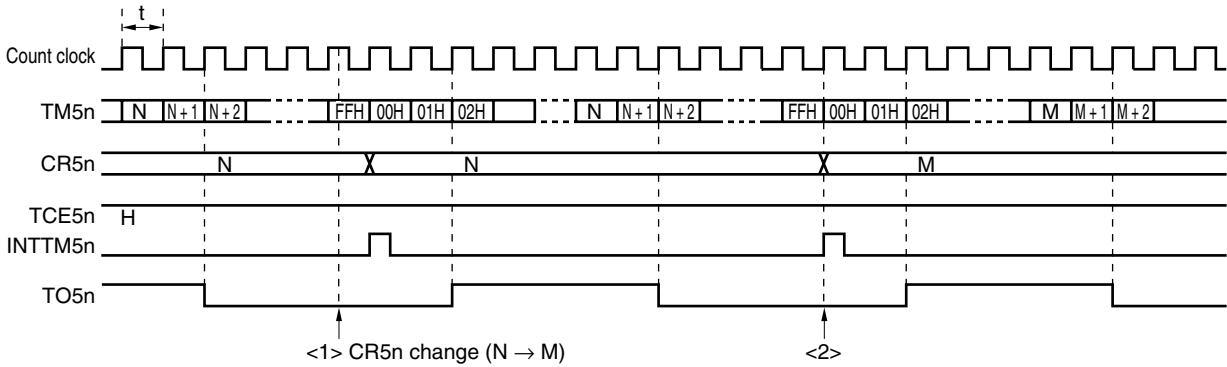 t
Count clock
TM5n N N + 1 N + 2 FFH 00H 01H 02H N N + 1 N + 2 FFH 00H 01H 02H M M + 1 M + 2
CR5n N N M
TCE5n H
INTTM5n
TO5n
<1> CR5n change (N → M) <2>